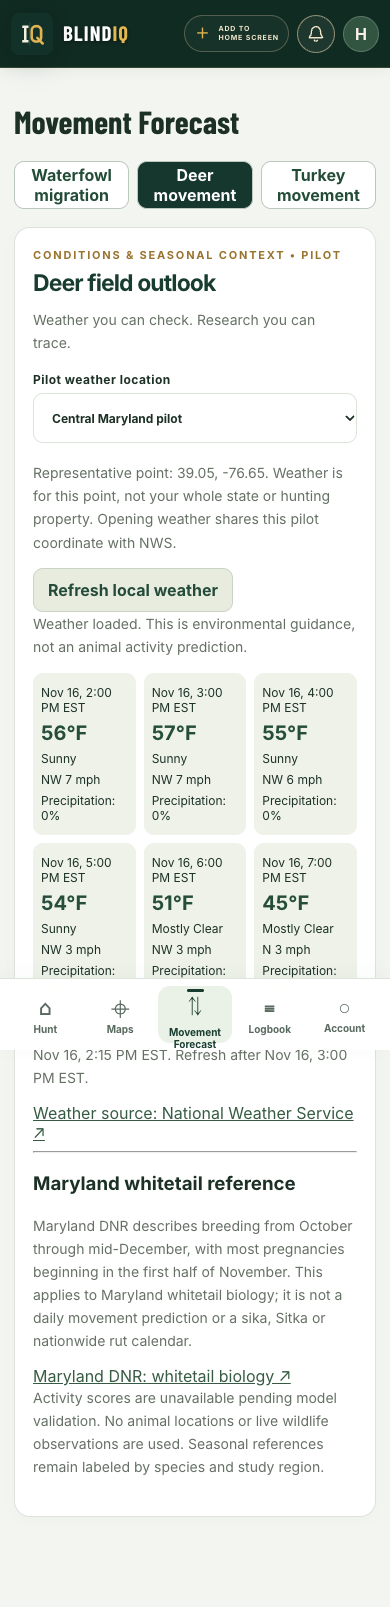 IQ BLINDIQ
ADD TO
HOME SCREEN
H
Movement Forecast
Waterfowl
migration
Deer
movement
Turkey
movement
CONDITIONS & SEASONAL CONTEXT • PILOT
Deer field outlook
Weather you can check. Research you can
trace.
Pilot weather location
Central Maryland pilot
Representative point: 39.05, -76.65. Weather is
for this point, not your whole state or hunting
property. Opening weather shares this pilot
coordinate with NWS.
Refresh local weather
Weather loaded. This is environmental guidance,
not an animal activity prediction.
Nov 16, 2:00
PM EST
56°F
Sunny
NW 7 mph
Precipitation:
0%
Nov 16, 3:00
PM EST
57°F
Sunny
NW 7 mph
Precipitation:
0%
Nov 16, 4:00
PM EST
55°F
Sunny
NW 6 mph
Precipitation:
0%
Nov 16, 5:00
PM EST
54°F
Sunny
NW 3 mph
Precipitation:
Nov 16, 6:00
PM EST
51°F
Mostly Clear
NW 3 mph
Precipitation:
Nov 16, 7:00
PM EST
45°F
Mostly Clear
N 3 mph
Precipitation:
Hunt
Maps
Movement
Forecast
Logbook
Account
Nov 16, 2:15 PM EST. Refresh after Nov 16, 3:00
PM EST.
Weather source: National Weather Service
↗
Maryland whitetail reference
Maryland DNR describes breeding from October
through mid-December, with most pregnancies
beginning in the first half of November. This
applies to Maryland whitetail biology; it is not a
daily movement prediction or a sika, Sitka or
nationwide rut calendar.
Maryland DNR: whitetail biology ↗
Activity scores are unavailable pending model
validation. No animal locations or live wildlife
observations are used. Seasonal references
remain labeled by species and study region.